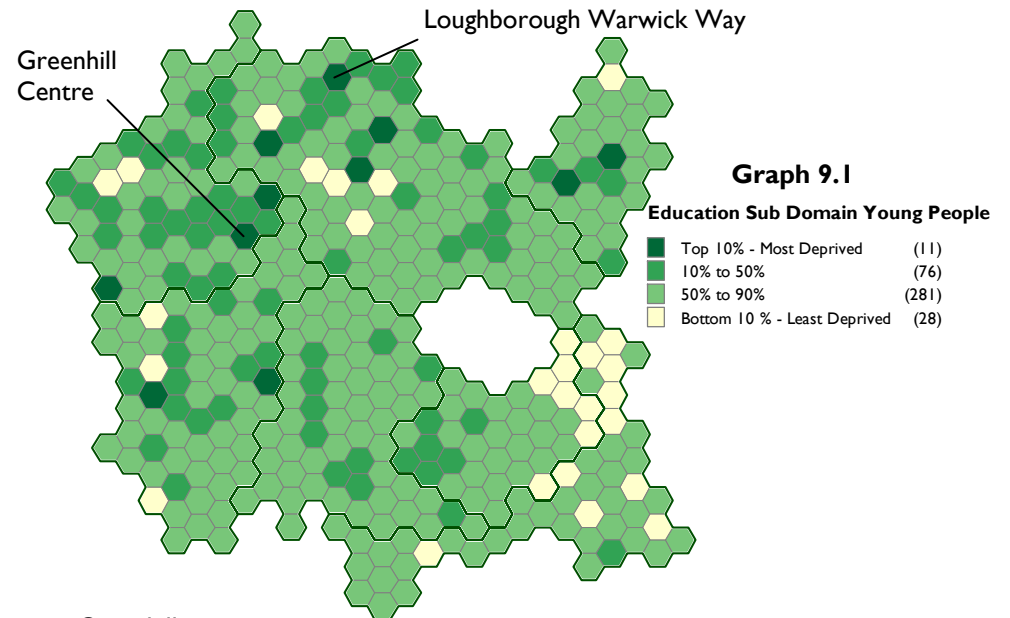 Loughborough Warwick Way
Greenhill
Centre
Graph 9.1
Education Sub Domain Young People
Top 10% - Most Deprived (11)
10% to 50% (76)
50% to 90% (281)
Bottom 10 % - Least Deprived (28)